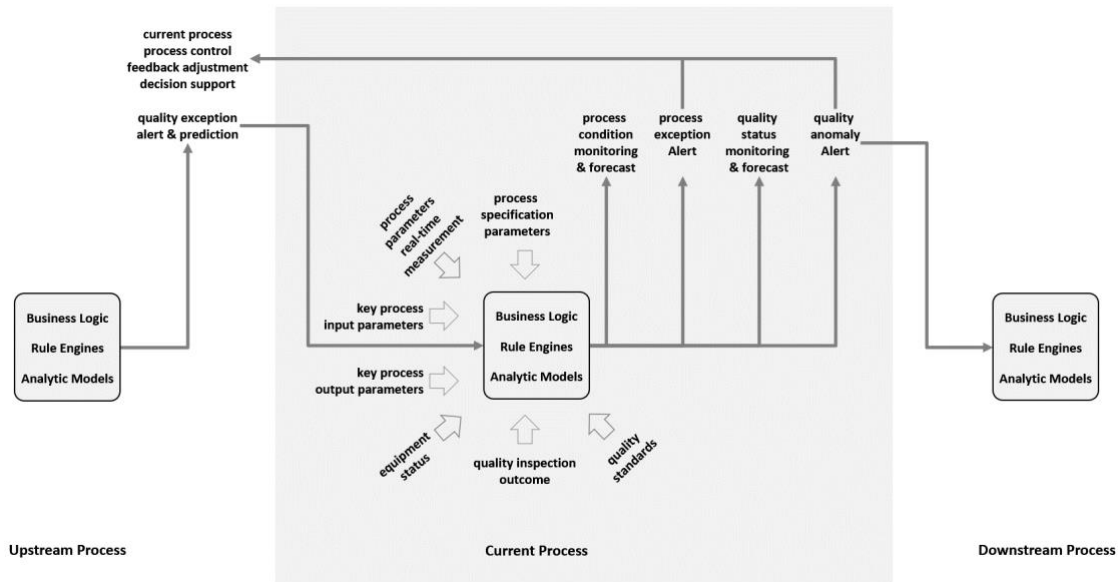 current process
process control
feedback adjustment
decision support
quality exception
alert & prediction
process
condition
monitoring
& forecast
process
exception
Alert
quality
status
monitoring
& forecast
quality
anomaly
Alert
process
parameters
real-time
measurement
process
specification
parameters
key process
input parameters
key process
output parameters
equipment
status
quality inspection
outcome
quality
standards
Business Logic
Rule Engines
Analytic Models
Business Logic
Rule Engines
Analytic Models
Business Logic
Rule Engines
Analytic Models
Upstream Process
Current Process
Downstream Process